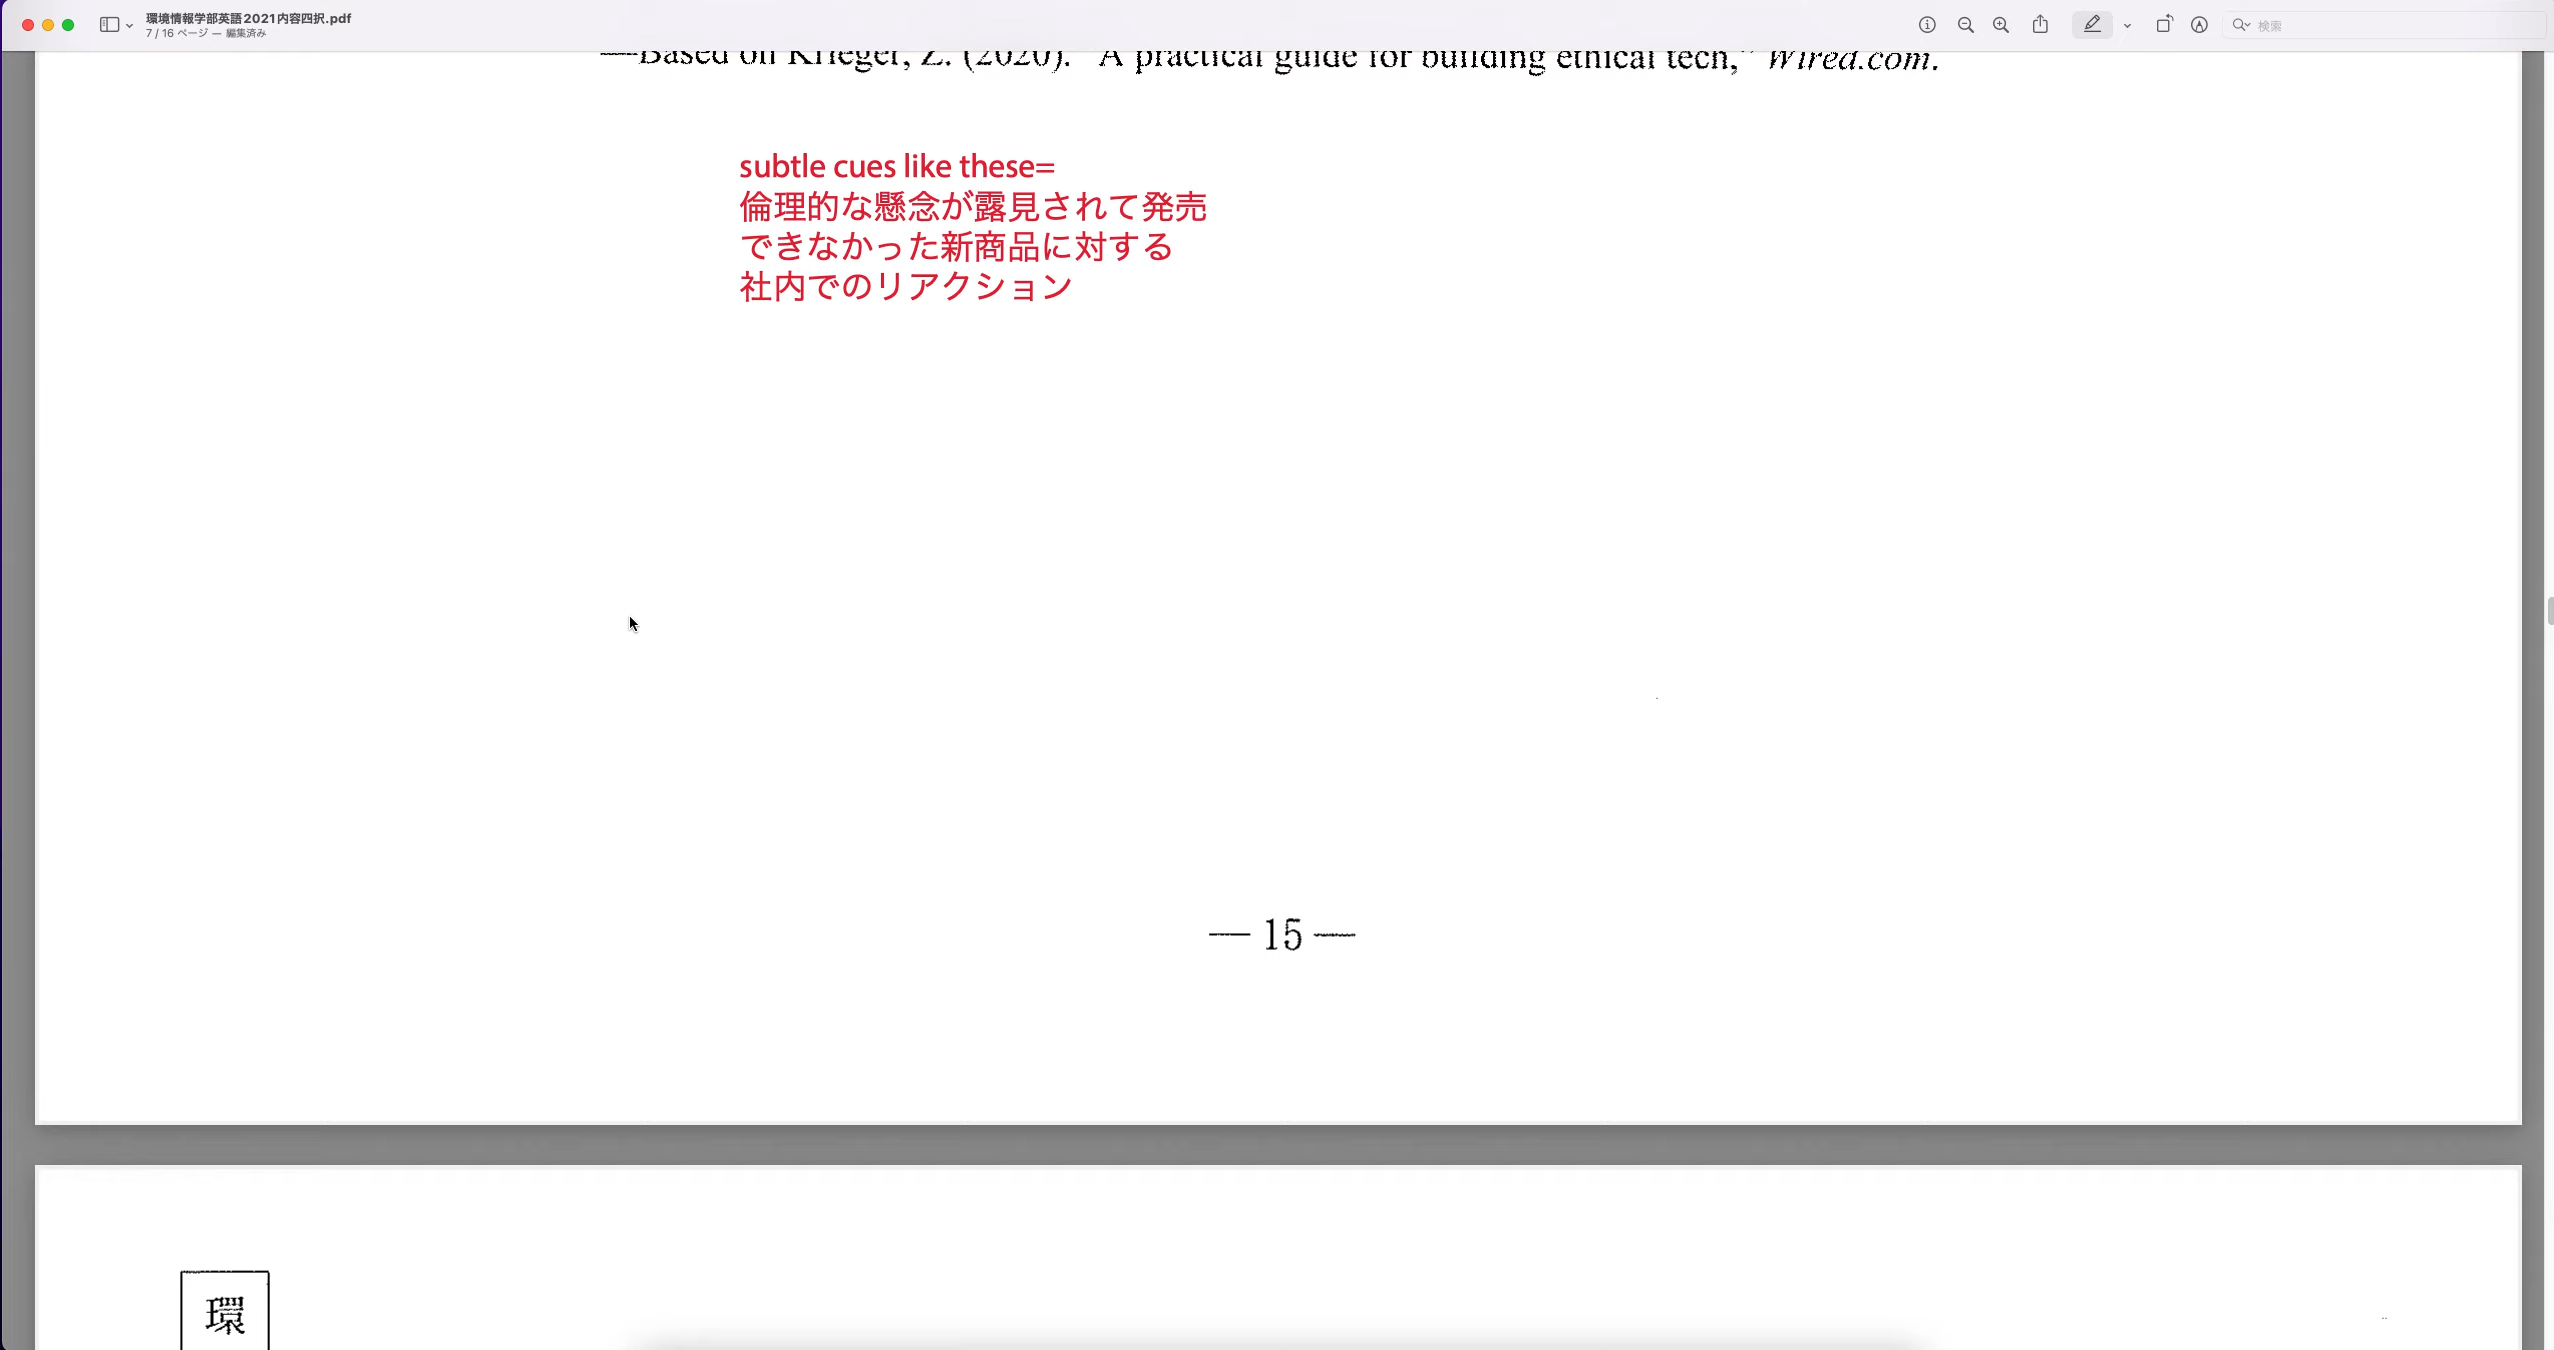 環境情報学部英語2021内容四択.pdf
7 / 16 ページ — 編集済み
検索
—Based on Krieger, Z. (2020). "A practical guide for building ethical tech," Wired.com.
subtle cues like these=
倫理的な懸念が露見されて発売
できなかった新商品に対する
社内でのリアクション
— 15 —
環